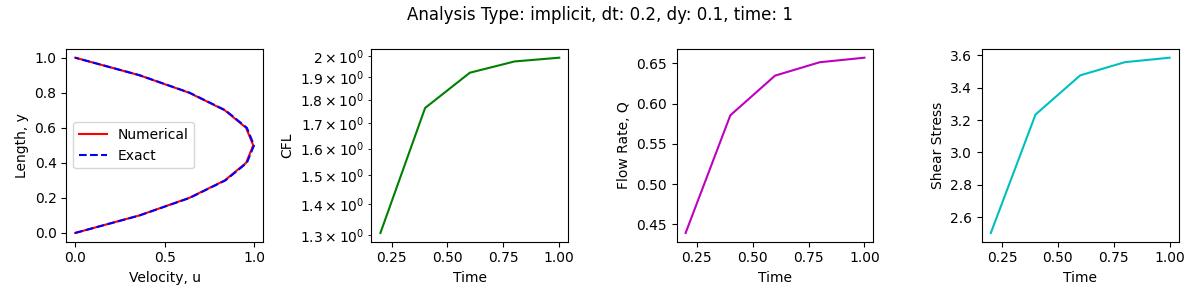 Analysis Type: implicit, dt: 0.2, dy: 0.1, time: 1
Length, y
1.0
0.8
0.6
0.4
0.2
0.0
Numerical
Exact
0.0 0.5 1.0
Velocity, u
CFL
2 × 10⁰
1.9 × 10⁰
1.8 × 10⁰
1.7 × 10⁰
1.6 × 10⁰
1.5 × 10⁰
1.4 × 10⁰
1.3 × 10⁰
0.25 0.50 0.75 1.00
Time
Flow Rate, Q
0.65
0.60
0.55
0.50
0.45
0.25 0.50 0.75 1.00
Time
Shear Stress
3.6
3.4
3.2
3.0
2.8
2.6
0.25 0.50 0.75 1.00
Time